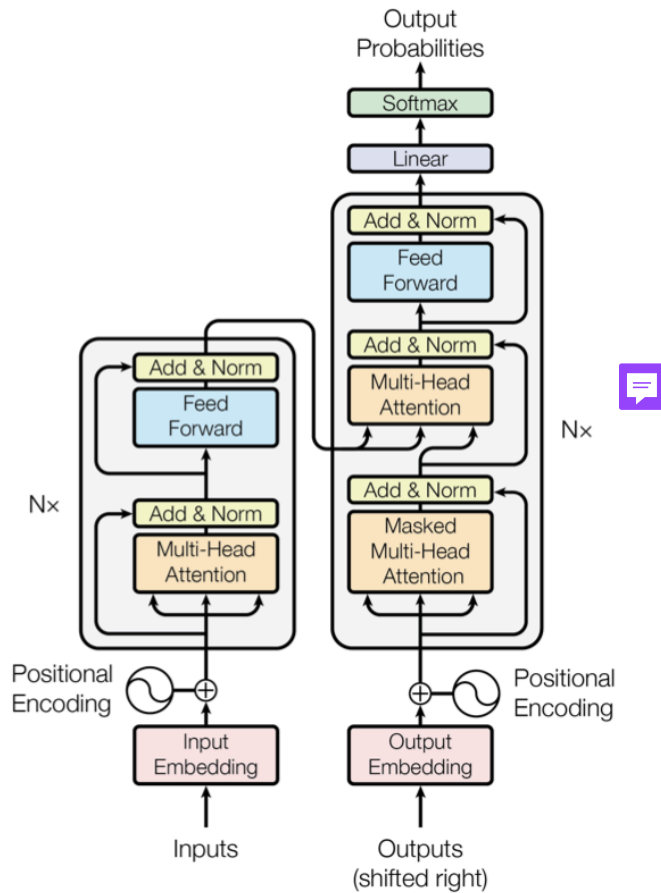 Output
Probabilities
Softmax
Linear
Add & Norm
Feed
Forward
Add & Norm
Multi-Head
Attention
Add & Norm
Masked
Multi-Head
Attention
Nx
Add & Norm
Feed
Forward
Add & Norm
Multi-Head
Attention
Nx
Positional
Encoding
Positional
Encoding
Input
Embedding
Output
Embedding
Inputs
Outputs
(shifted right)